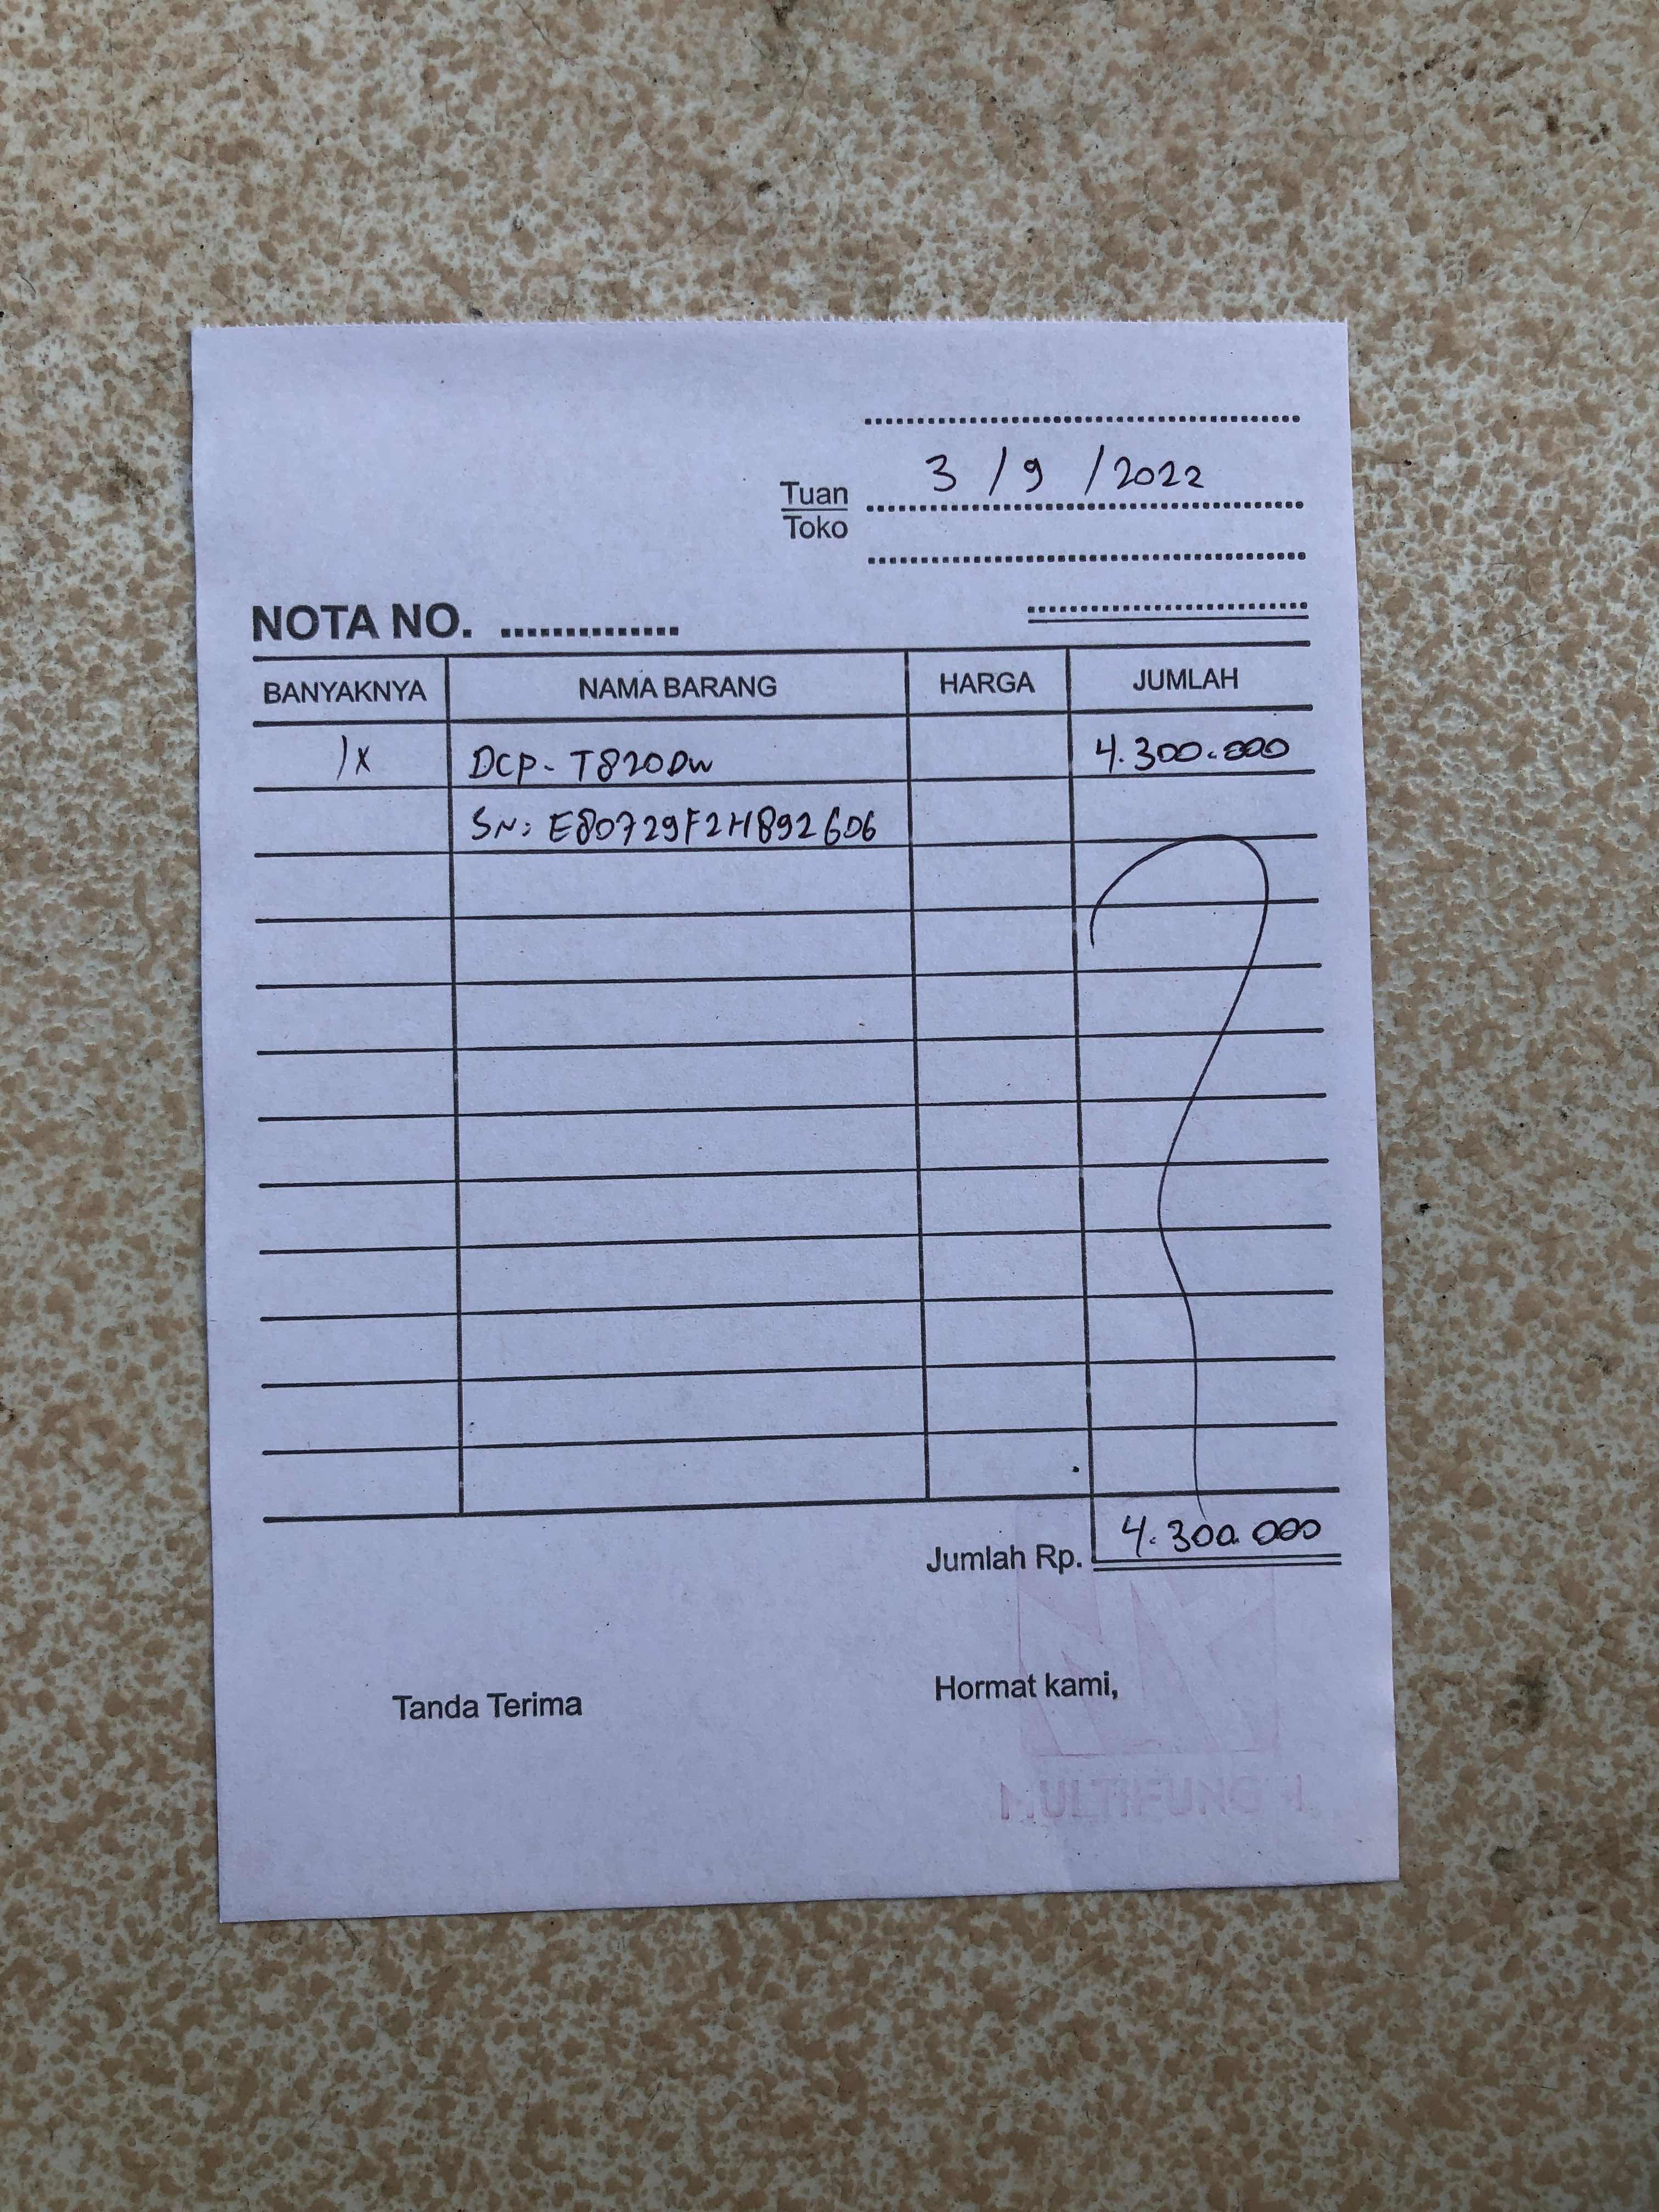 3 / 9 / 2022
Tuan
Toko
NOTA NO. ..............
BANYAKNYA NAMA BARANG HARGA JUMLAH
1x DCP- T820DW 4.300.000
SN: E80729F2H892606
Jumlah Rp. 4.300.000
Tanda Terima Hormat kami,